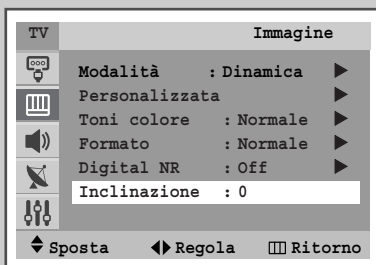 TV Immagine
Modalità : Dinamica ▶
Personalizzata ▶
Toni colore : Normale ▶
Formato : Normale ▶
Digital NR : Off ▶
Inclinazione : 0
Sposta Regola Ritorno